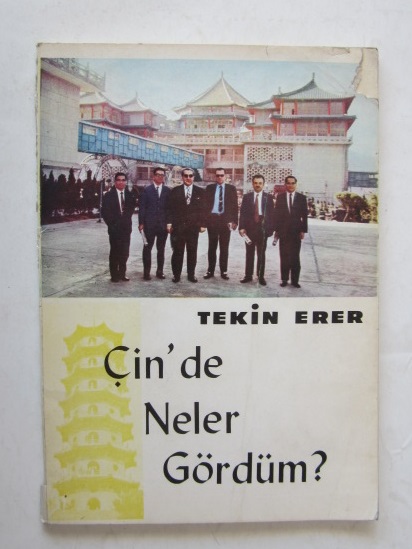 TEKİN ERER
Çin'de
Neler
Gördüm?